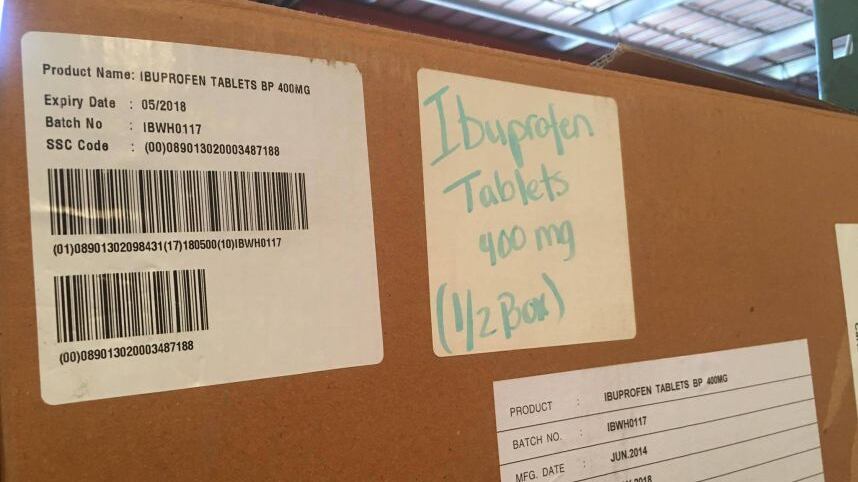 Product Name: IBUPROFEN TABLETS BP 400MG
Expiry Date : 05/2018
Batch No : IBWH0117
SSC Code : (00)089013020003487188
(01)08901302098431(17)180500(10)IBWH0117
(00)089013020003487188
Ibuprofen
Tablets
400 mg
(1/2 Box)
PRODUCT : IBUPROFEN TABLETS BP 400MG
BATCH NO. : IBWH0117
MFG. DATE : JUN.2014
2018